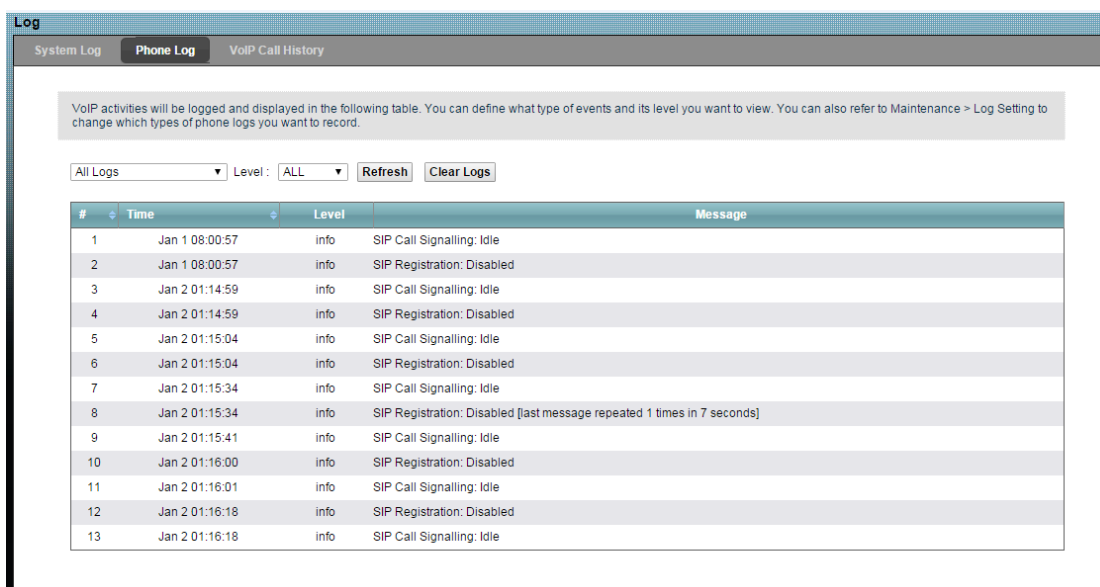 Log
System Log Phone Log VoIP Call History
VoIP activities will be logged and displayed in the following table. You can define what type of events and its level you want to view. You can also refer to Maintenance > Log Setting to
change which types of phone logs you want to record.
All Logs Level : ALL Refresh Clear Logs
# Time Level Message
1 Jan 1 08:00:57 info SIP Call Signalling: Idle
2 Jan 1 08:00:57 info SIP Registration: Disabled
3 Jan 2 01:14:59 info SIP Call Signalling: Idle
4 Jan 2 01:14:59 info SIP Registration: Disabled
5 Jan 2 01:15:04 info SIP Call Signalling: Idle
6 Jan 2 01:15:04 info SIP Registration: Disabled
7 Jan 2 01:15:34 info SIP Call Signalling: Idle
8 Jan 2 01:15:34 info SIP Registration: Disabled [last message repeated 1 times in 7 seconds]
9 Jan 2 01:15:41 info SIP Call Signalling: Idle
10 Jan 2 01:16:00 info SIP Registration: Disabled
11 Jan 2 01:16:01 info SIP Call Signalling: Idle
12 Jan 2 01:16:18 info SIP Registration: Disabled
13 Jan 2 01:16:18 info SIP Call Signalling: Idle